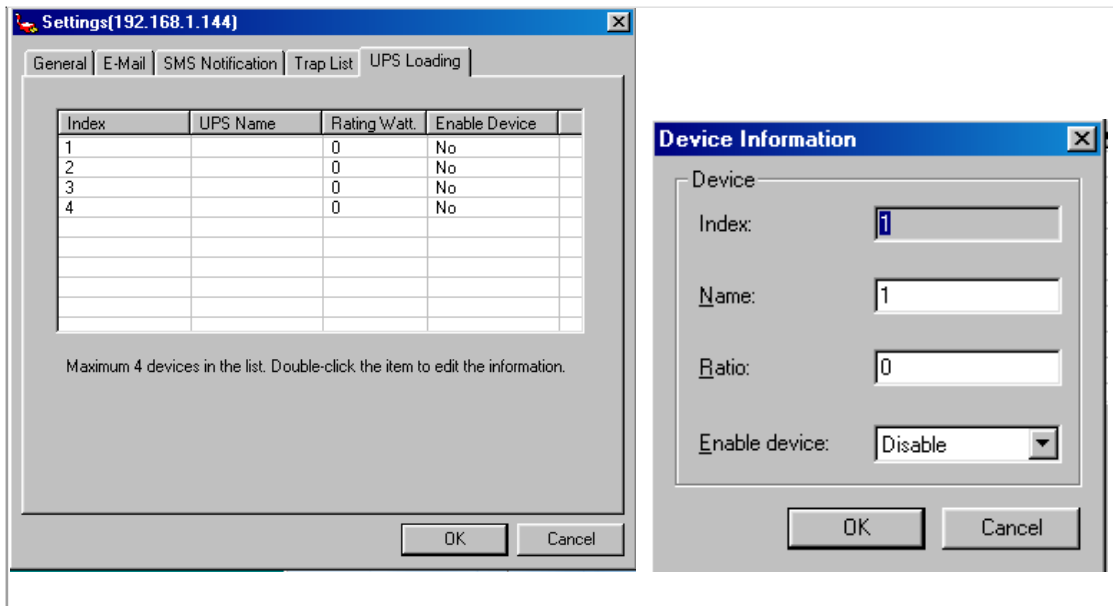 Settings(192.168.1.144)
General E-Mail SMS Notification Trap List UPS Loading
Index UPS Name Rating Watt. Enable Device
1 0 No
2 0 No
3 0 No
4 0 No
Maximum 4 devices in the list. Double-click the item to edit the information.
OK Cancel
Device Information
Device
Index: 1
Name: 1
Ratio: 0
Enable device: Disable
OK Cancel